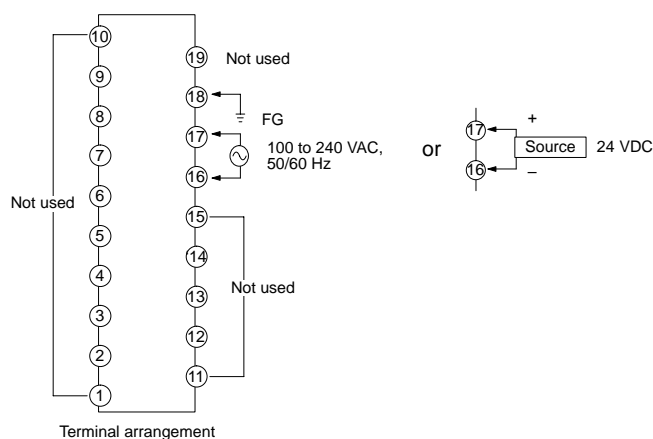 10
9
8
7
6
5
4
3
2
1
Not used
19
18
17
16
15
14
13
12
11
Not used
FG
100 to 240 VAC,
50/60 Hz
Not used
or
17
16
+
Source
–
24 VDC
Terminal arrangement